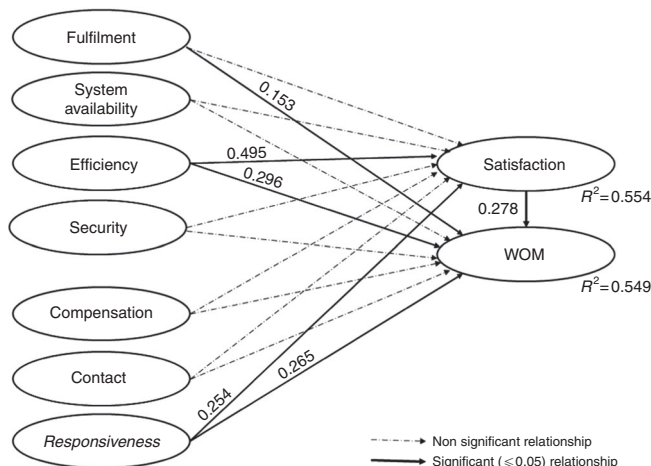 Fulfilment
System
availability
Efficiency
Security
Compensation
Contact
Responsiveness
0.153
0.495
0.296
0.254
0.265
Satisfaction
R²=0.554
0.278
WOM
R²=0.549
Non significant relationship
Significant (≤0.05) relationship